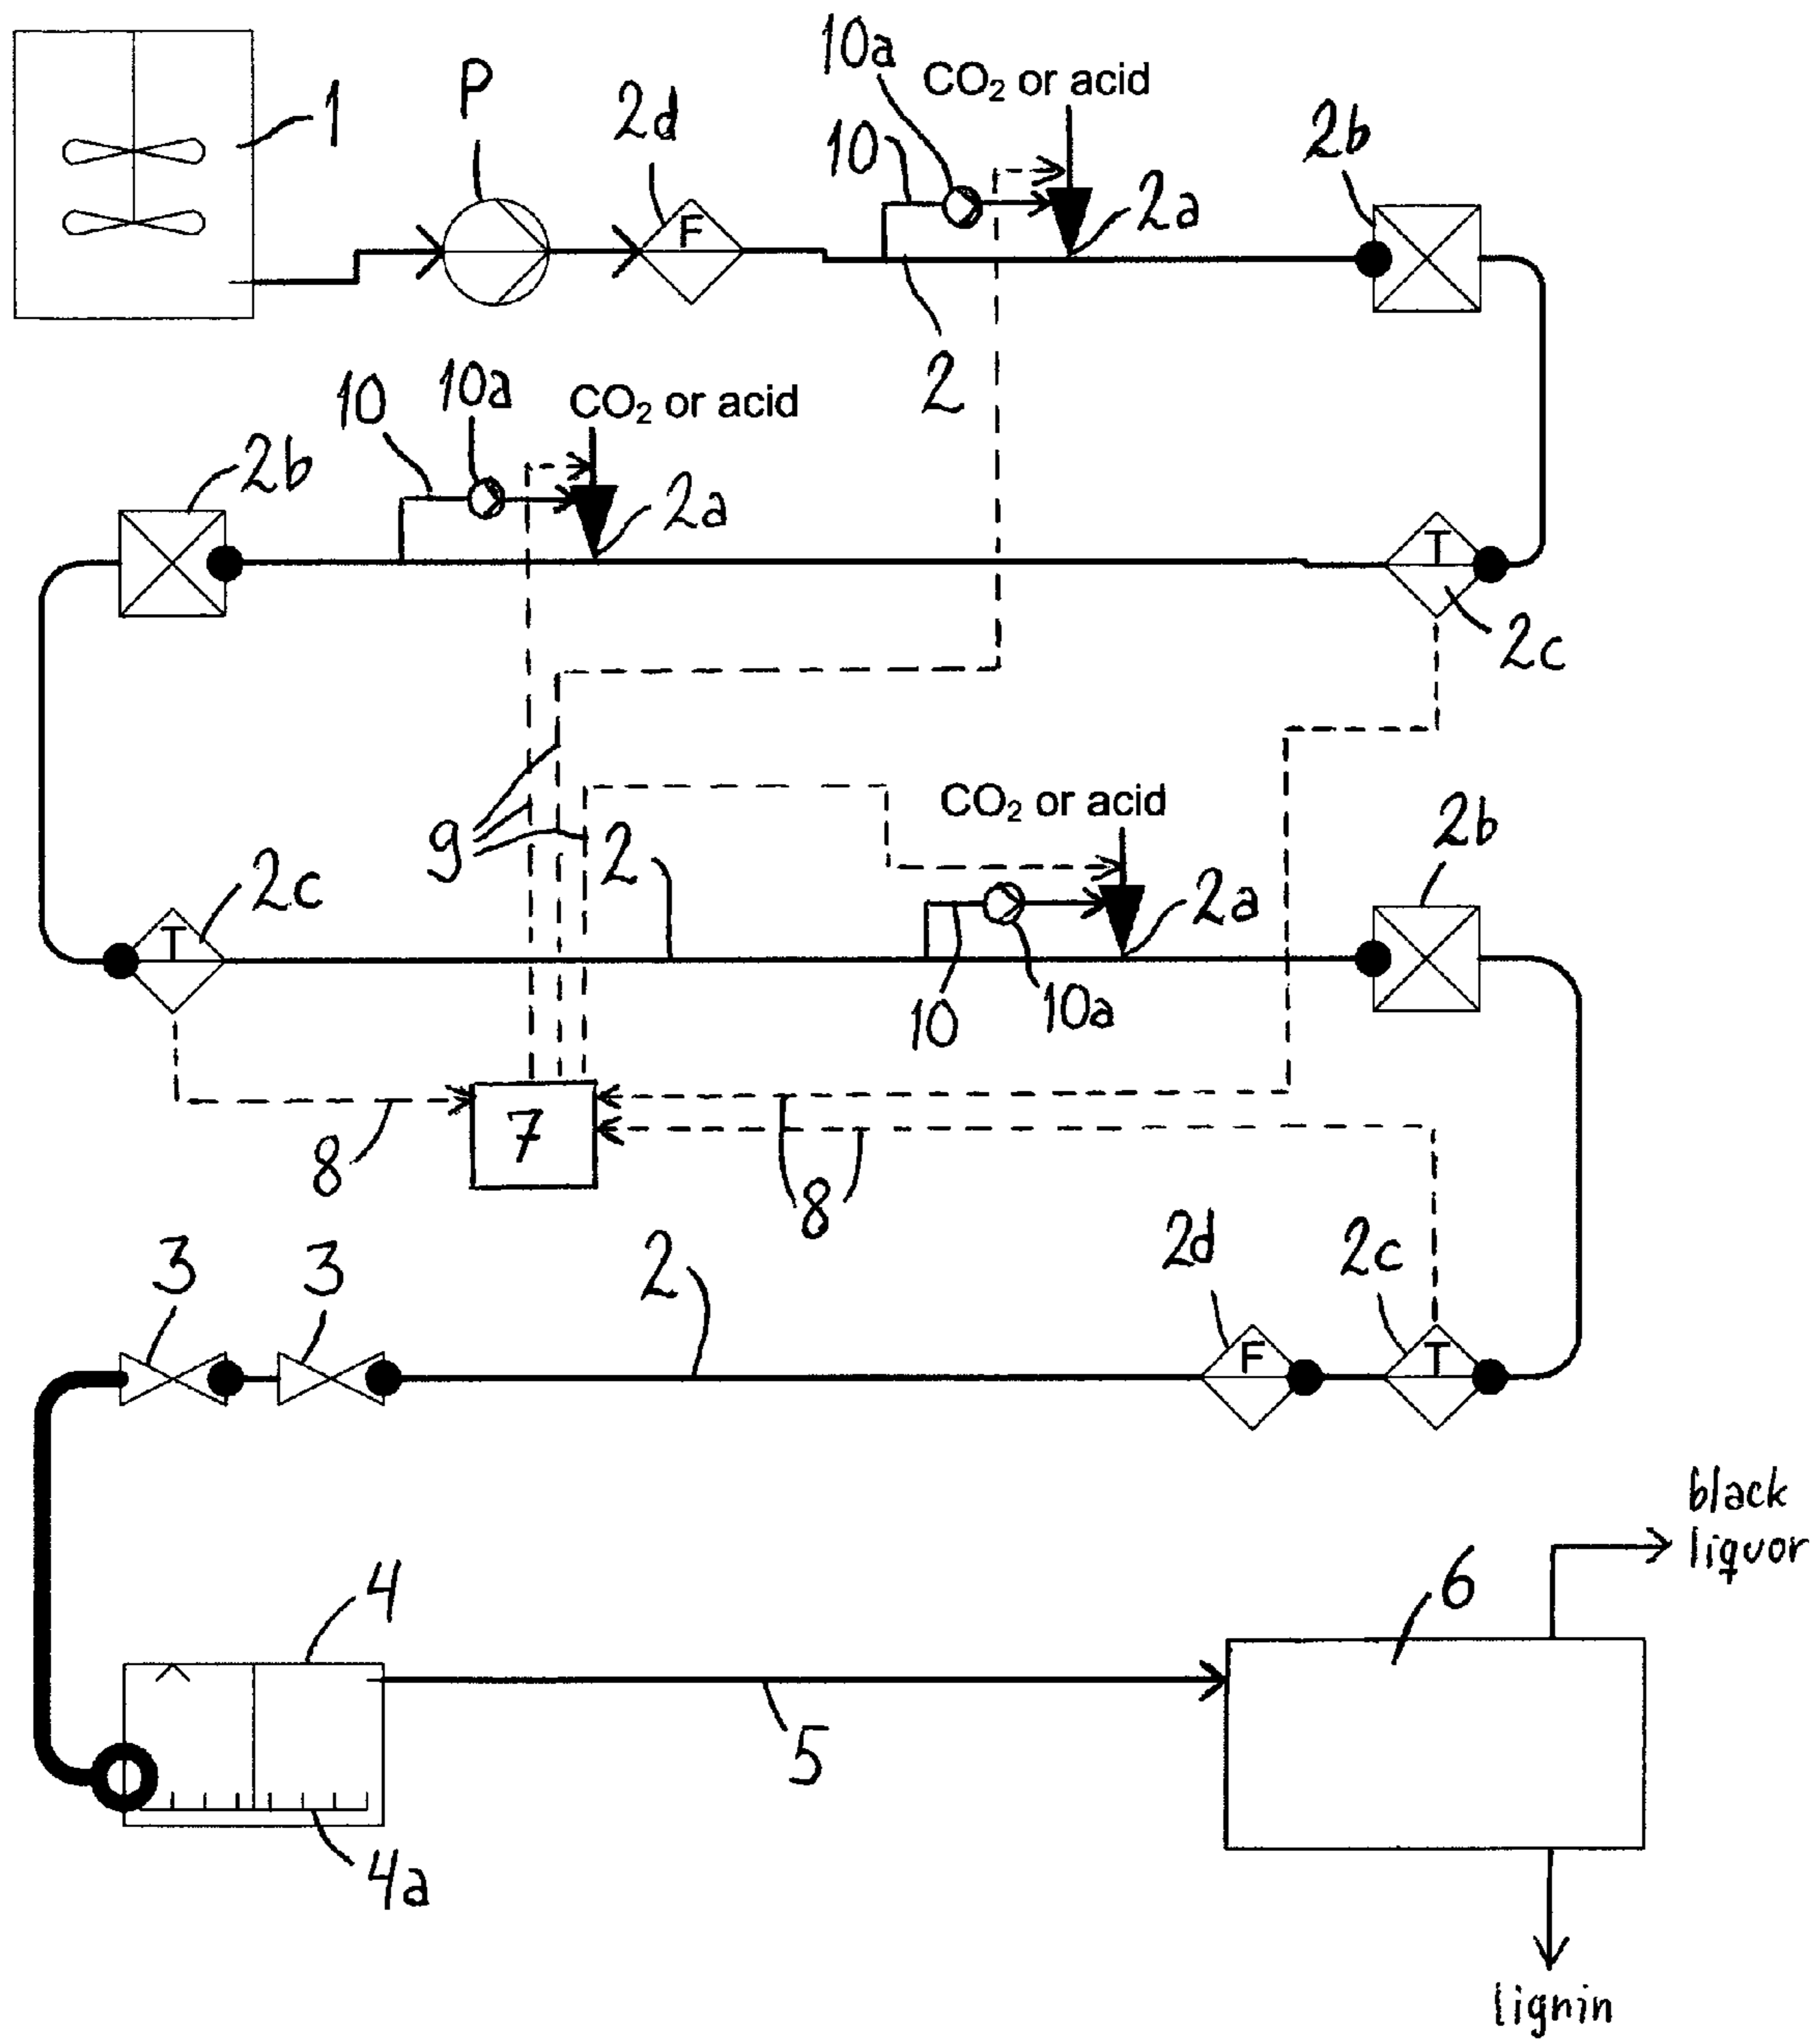 10a
CO₂ or acid
P
2d
10
2b
1
2a
F
2
10
10a
CO₂ or acid
2b
2a
T
2c
CO₂ or acid
2b
9
2
2c
2a
T
10
10a
7
8
8
2d
2c
3
3
2
F
T
black
liquor
4
6
5
4a
lignin